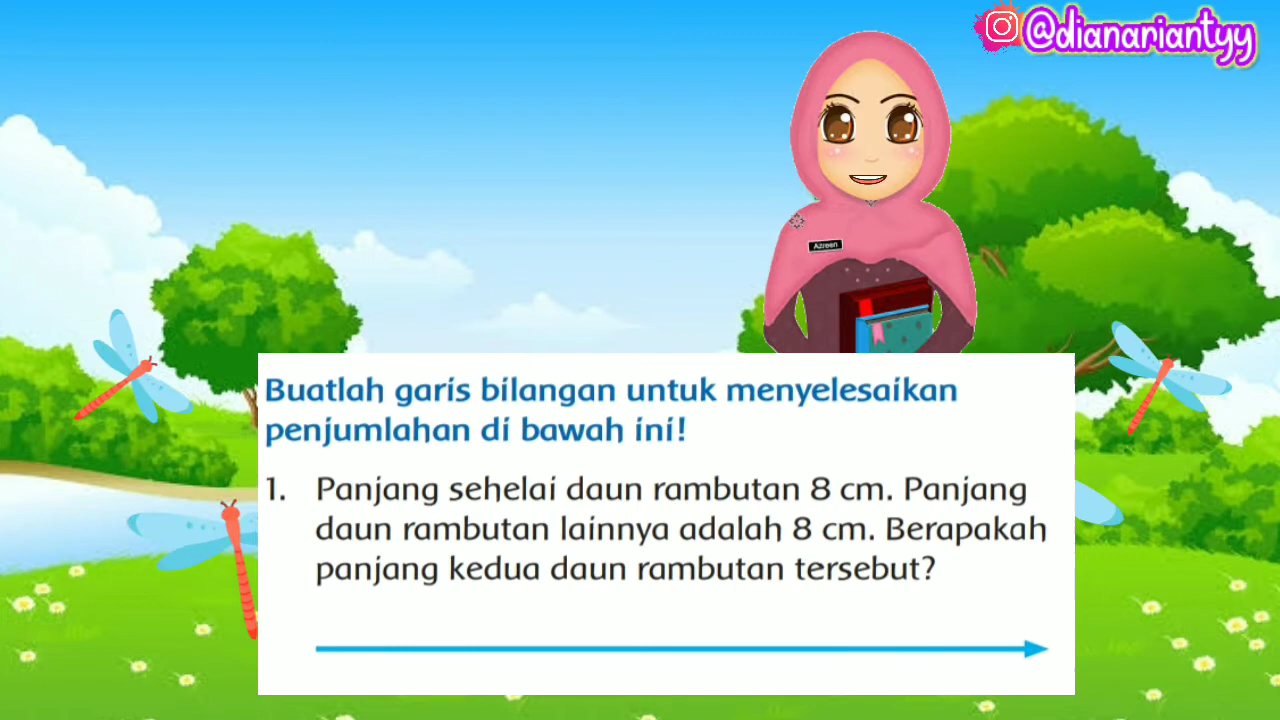 @dianariantyy
Azreen
Buatlah garis bilangan untuk menyelesaikan
penjumlahan di bawah ini!
1. Panjang sehelai daun rambutan 8 cm. Panjang
daun rambutan lainnya adalah 8 cm. Berapakah
panjang kedua daun rambutan tersebut?